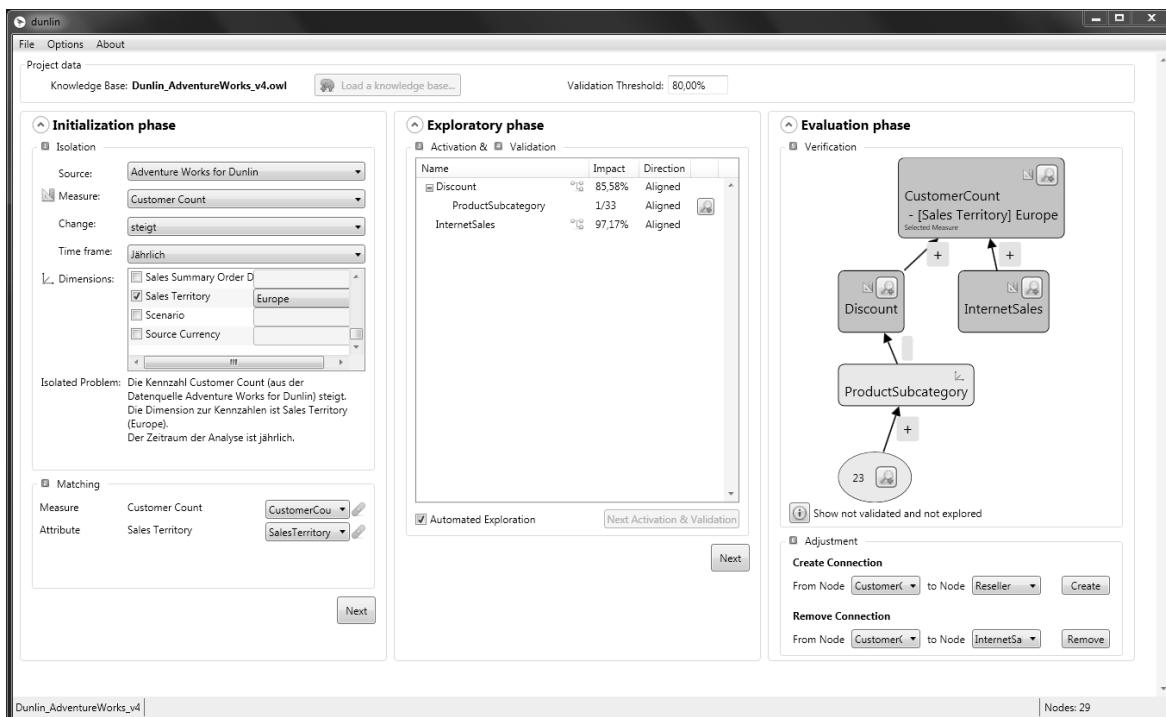 dunlin
File Options About
Project data
Knowledge Base: Dunlin_AdventureWorks_v4.owl
Load a knowledge base...
Validation Threshold: 80,00%
Initialization phase
Isolation
Source: Adventure Works for Dunlin
Measure: Customer Count
Change: steigt
Time frame: Jährlich
Dimensions: Sales Summary Order D
Sales Territory Europe
Scenario
Source Currency
Isolated Problem: Die Kennzahl Customer Count (aus der
Datenquelle Adventure Works for Dunlin) steigt.
Die Dimension zur Kennzahlen ist Sales Territory
(Europe).
Der Zeitraum der Analyse ist jährlich.
Matching
Measure Customer Count CustomerCou
Attribute Sales Territory SalesTerritory
Next
Exploratory phase
Activation & Validation
Name Impact Direction
Discount 85,58% Aligned
ProductSubcategory 1/33 Aligned
InternetSales 97,17% Aligned
Automated Exploration
Next Activation & Validation
Next
Evaluation phase
Verification
CustomerCount
- [Sales Territory] Europe
Selected Measure
+ +
Discount InternetSales
ProductSubcategory
+
23
Show not validated and not explored
Adjustment
Create Connection
From Node Customer( to Node Reseller Create
Remove Connection
From Node Customer( to Node InternetSa Remove
Dunlin_AdventureWorks_v4
Nodes: 29